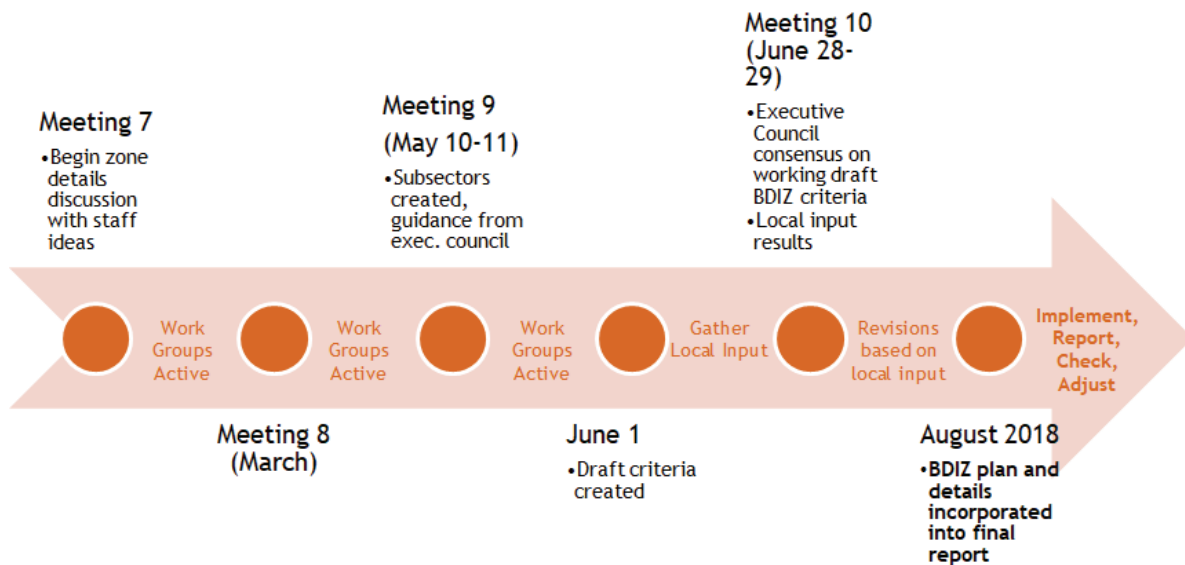 Meeting 7
•Begin zone
details
discussion
with staff
ideas
Meeting 9
(May 10-11)
•Subsectors
created,
guidance from
exec. council
Meeting 10
(June 28-
29)
•Executive
Council
consensus on
working draft
BDIZ criteria
•Local input
results
Work
Groups
Active
Work
Groups
Active
Work
Groups
Active
Gather
Local Input
Revisions
based on
local input
Implement,
Report,
Check,
Adjust
Meeting 8
(March)
June 1
•Draft criteria
created
August 2018
•BDIZ plan and
details
incorporated
into final
report